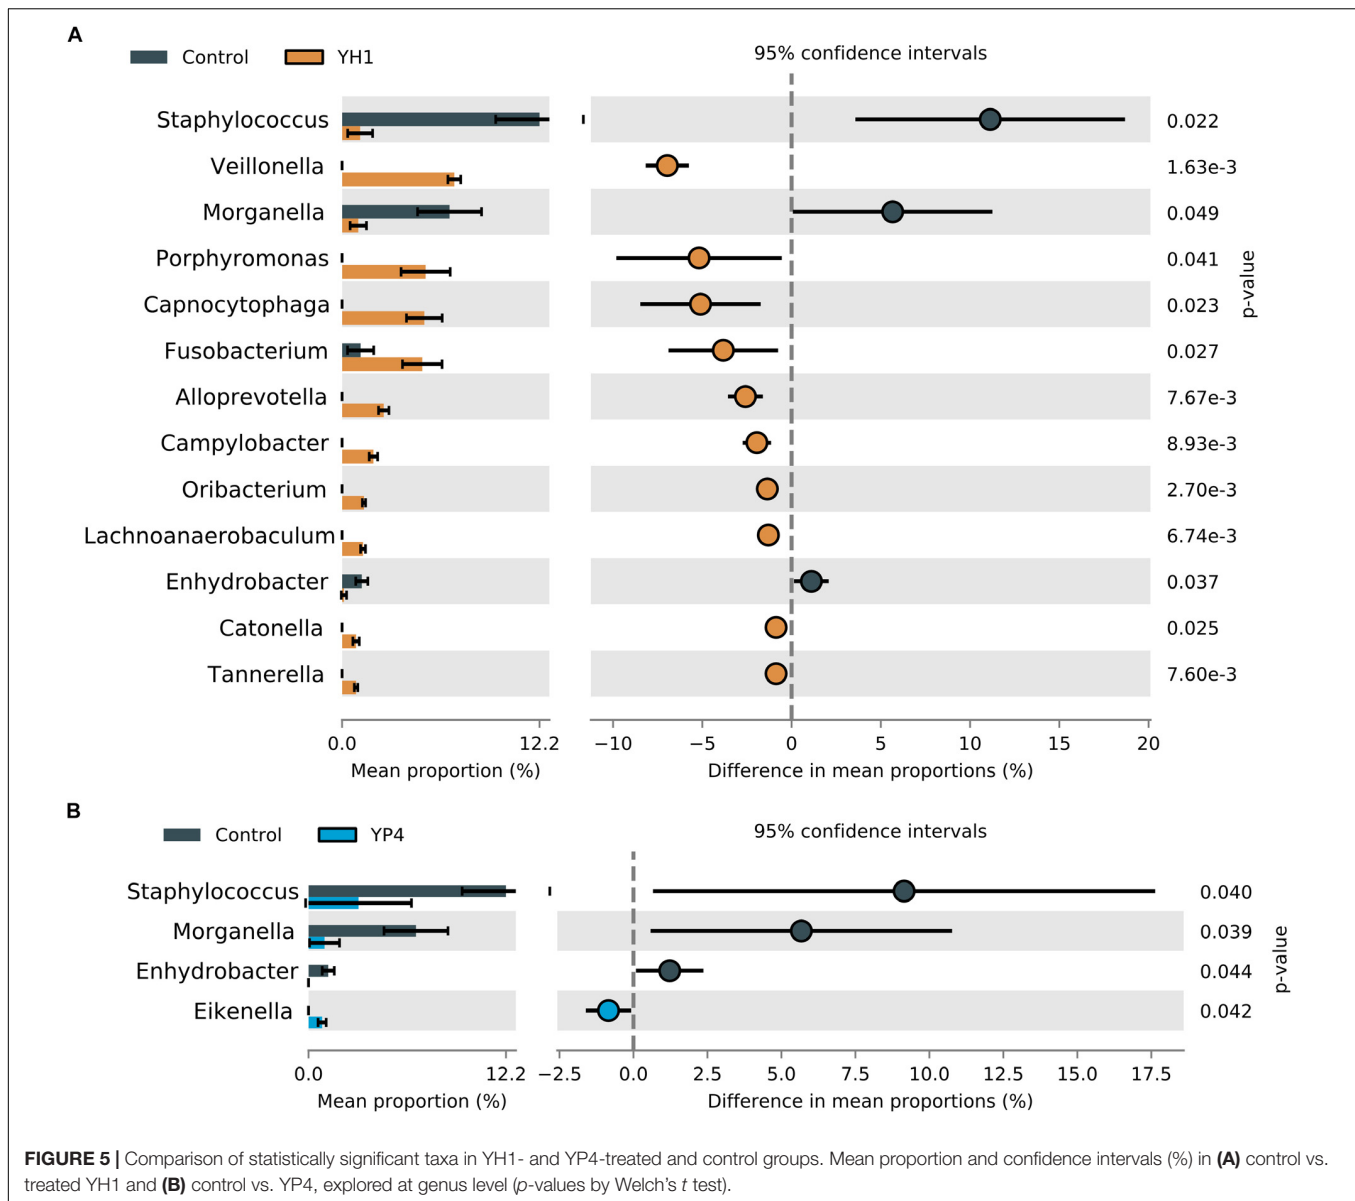 A
Control YH1 95% confidence intervals
Staphylococcus 0.022
Veillonella 1.63e-3
Morganella 0.049
Porphyromonas 0.041
Capnocytophaga 0.023
Fusobacterium 0.027
Alloprevotella 7.67e-3
Campylobacter 8.93e-3
Oribacterium 2.70e-3
Lachnoanaerobaculum 6.74e-3
Enhydrobacter 0.037
Catonella 0.025
Tannerella 7.60e-3
p-value
0.0 12.2 −10 −5 0 5 10 15 20
Mean proportion (%) Difference in mean proportions (%)
B
Control YP4 95% confidence intervals
Staphylococcus 0.040
Morganella 0.039
Enhydrobacter 0.044
Eikenella 0.042
p-value
0.0 12.2 −2.5 0.0 2.5 5.0 7.5 10.0 12.5 15.0 17.5
Mean proportion (%) Difference in mean proportions (%)
FIGURE 5 | Comparison of statistically significant taxa in YH1- and YP4-treated and control groups. Mean proportion and confidence intervals (%) in (A) control vs.
treated YH1 and (B) control vs. YP4, explored at genus level (p-values by Welch's t test).